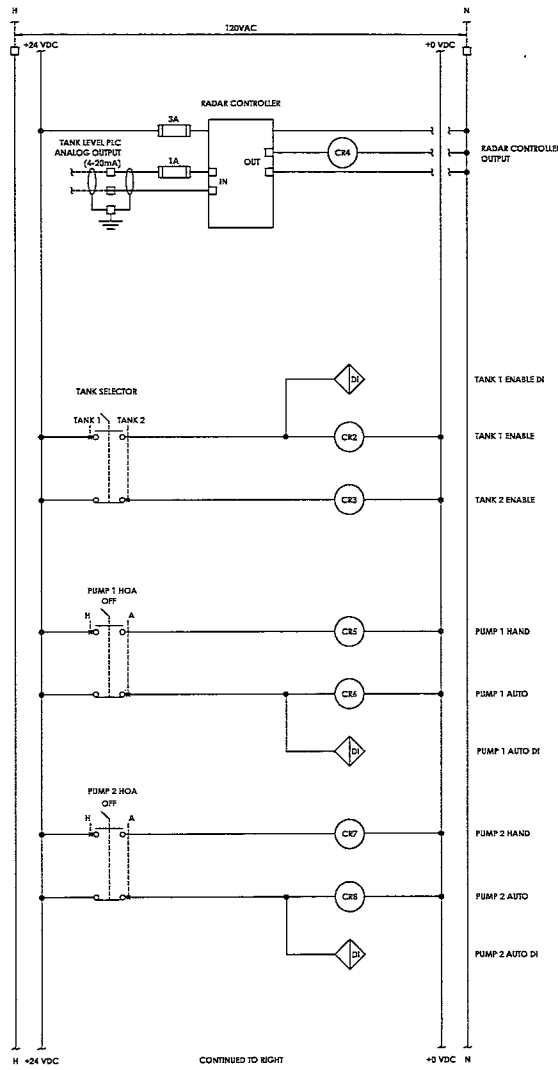 H N
120VAC
+24 VDC +0 VDC
RADAR CONTROLLER
3A
TANK LEVEL PLC
ANALOG OUTPUT
(4-20mA)
1A
IN
OUT
CR4
RADAR CONTROLLER
OUTPUT
DI
TANK 1 ENABLE DI
TANK SELECTOR
TANK 1 TANK 2
CR2
TANK 1 ENABLE
CR3
TANK 2 ENABLE
PUMP 1 HOA
OFF
H A
CR5
PUMP 1 HAND
CR6
PUMP 1 AUTO
DI
PUMP 1 AUTO DI
PUMP 2 HOA
OFF
H A
CR7
PUMP 2 HAND
CR8
PUMP 2 AUTO
DI
PUMP 2 AUTO DI
H +24 VDC CONTINUED TO RIGHT +0 VDC N